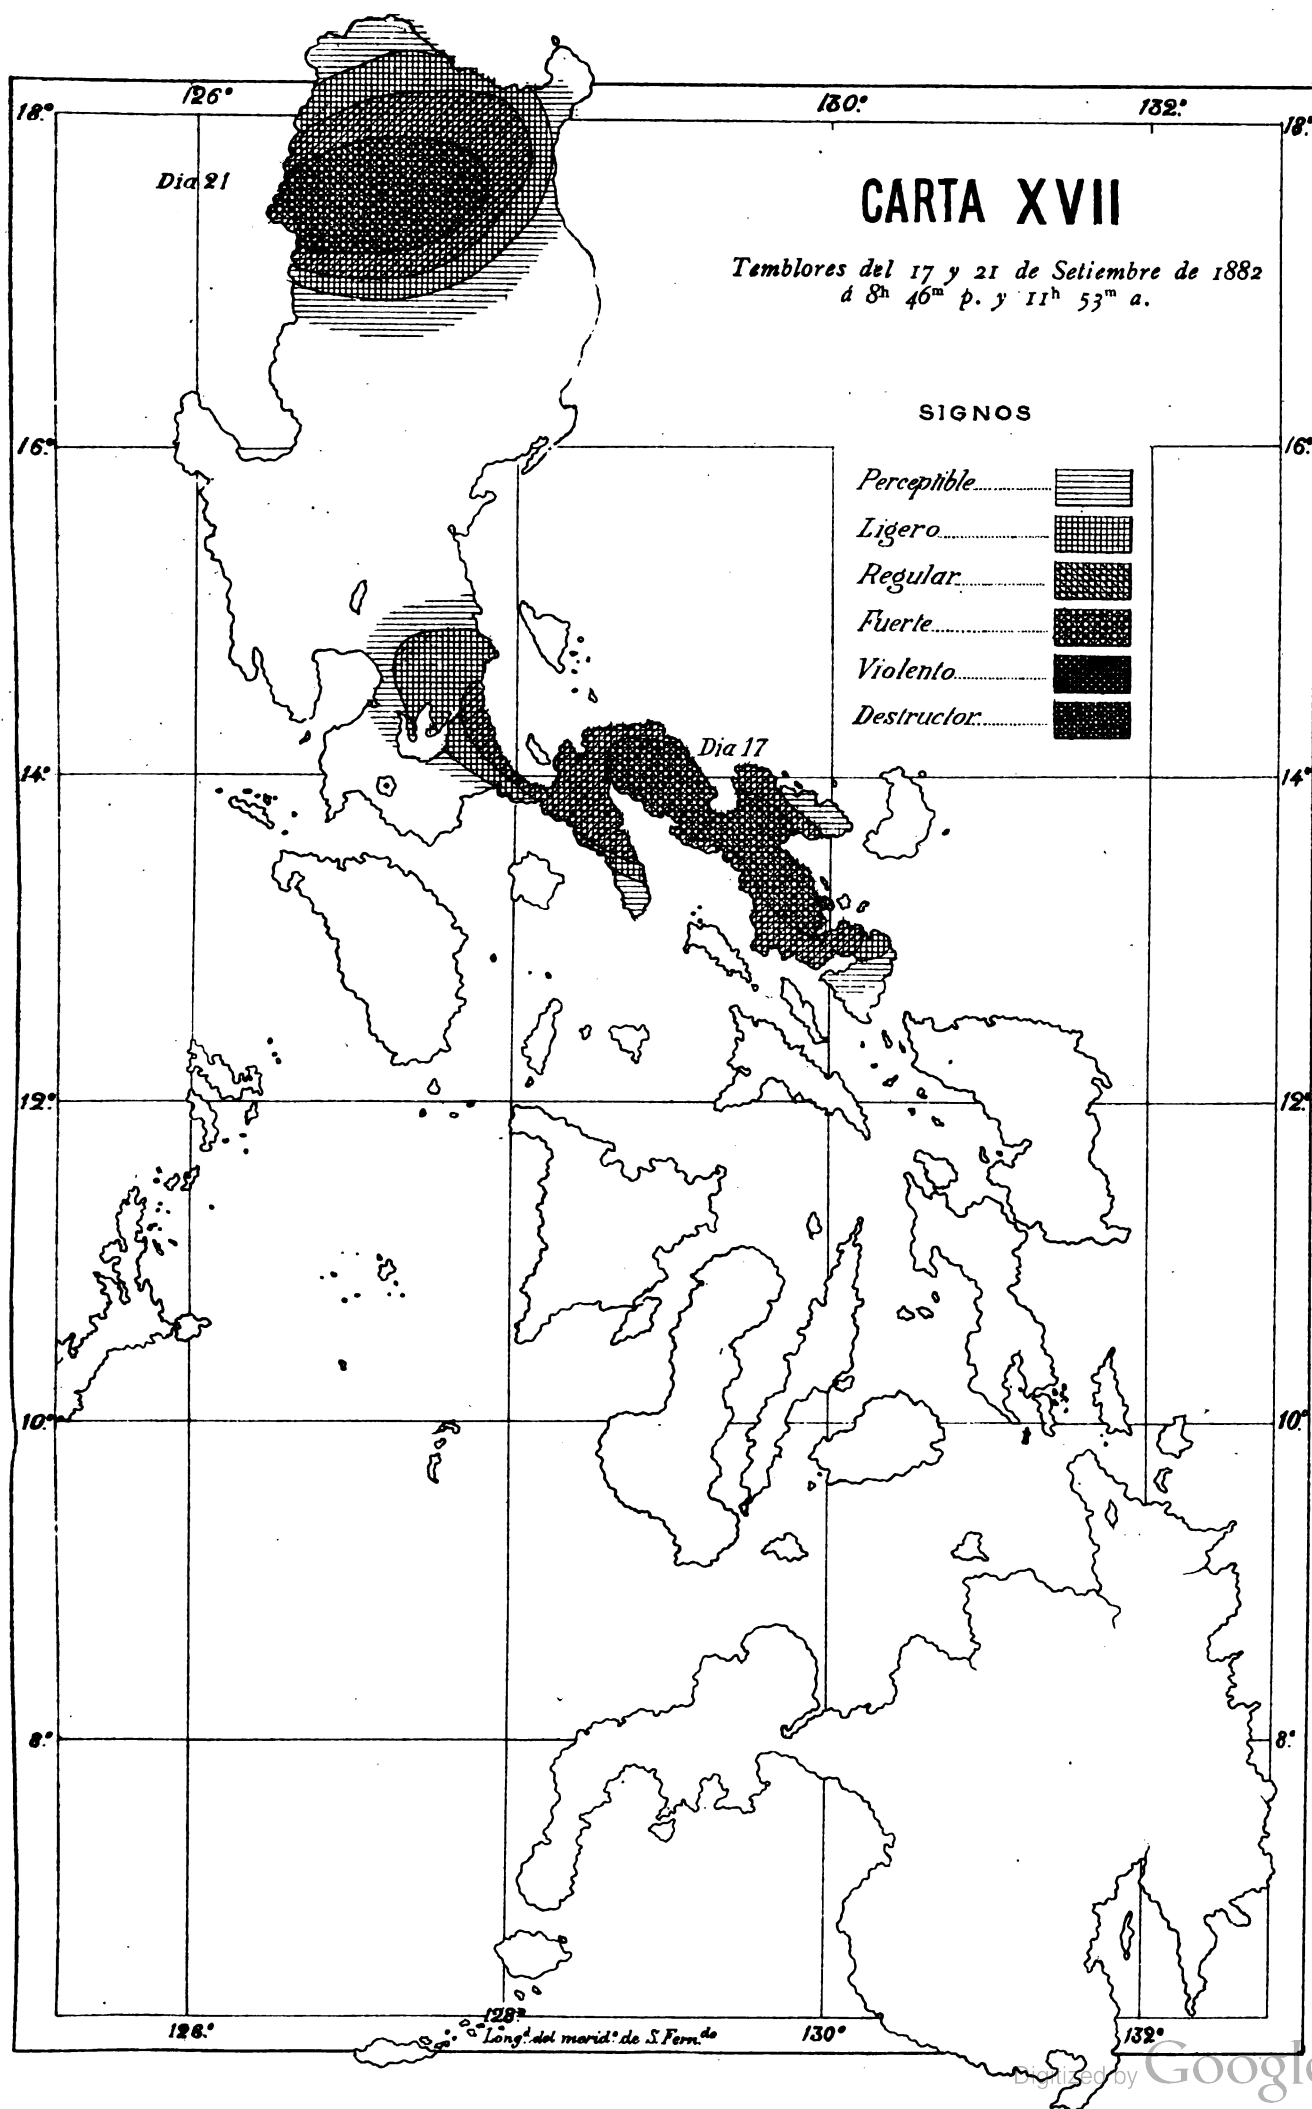 126° 130° 132°
18° 18°
Dia 21
CARTA XVII
Temblores del 17 y 21 de Setiembre de 1882
á 8h 46m p. y 11h 53m a.
SIGNOS
16° 16°
Perceptible
Ligero
Regular
Fuerte
Violento
Destructor
Dia 17
14° 14°
12° 12°
10° 10°
8° 8°
126° 128° 130° 132°
Longd. del merid° de S. Ferndo
Digitized by Google